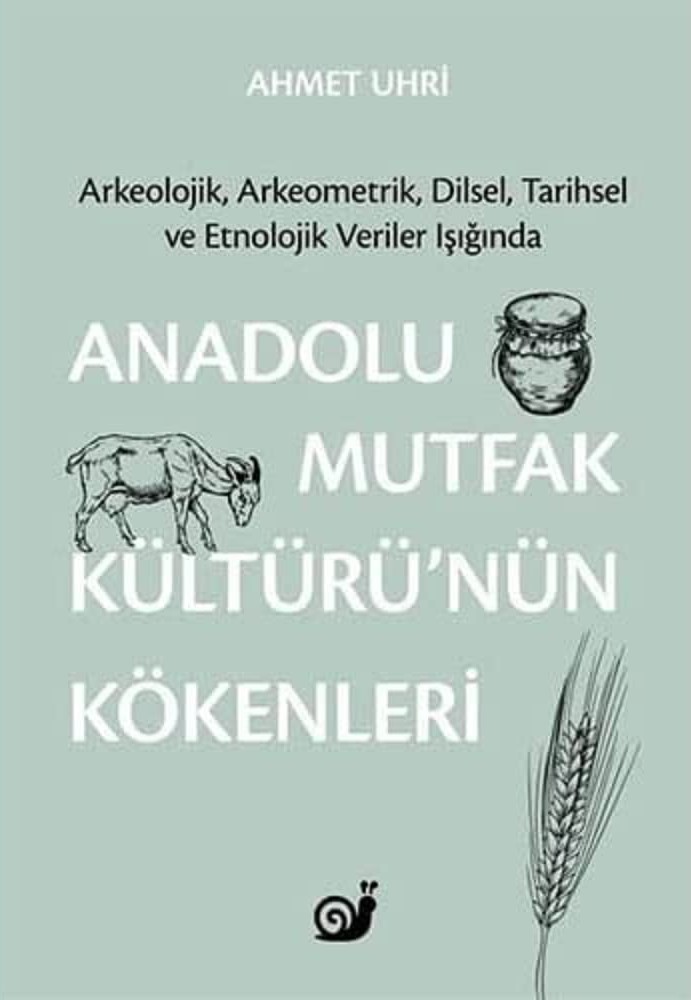 AHMET UHRİ
Arkeolojik, Arkeometrik, Dilsel, Tarihsel
ve Etnolojik Veriler Işığında
ANADOLU
MUTFAK
KÜLTÜRÜ’NÜN
KÖKENLERİ